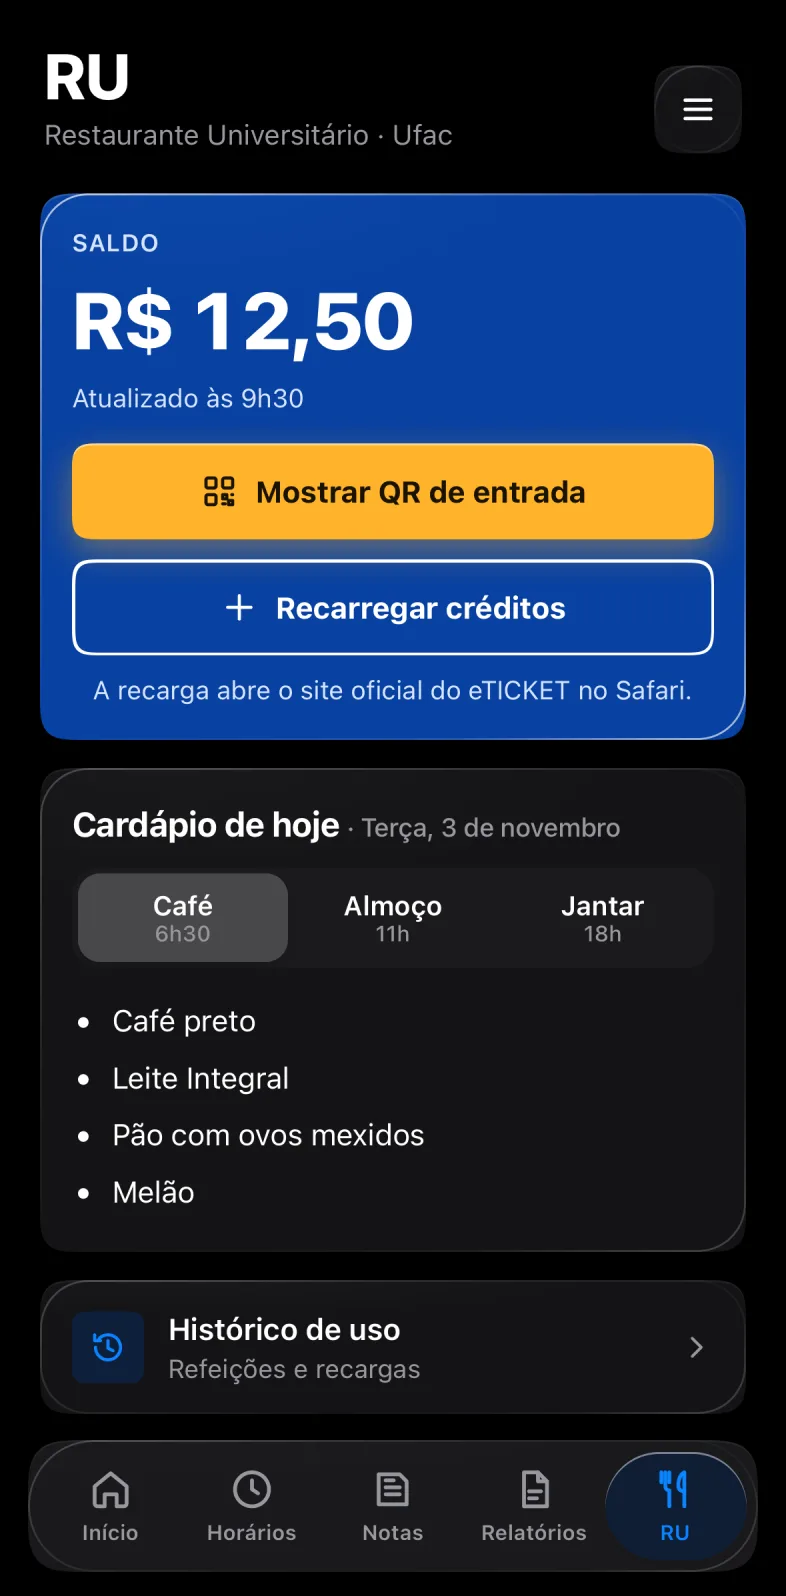 RU
Restaurante Universitário · Ufac
SALDO
R$ 12,50
Atualizado às 9h30
Mostrar QR de entrada
Recarregar créditos
A recarga abre o site oficial do eTICKET no Safari.
Cardápio de hoje · Terça, 3 de novembro
Café
6h30
Almoço
11h
Jantar
18h
• Café preto
• Leite Integral
• Pão com ovos mexidos
• Melão
Histórico de uso
Refeições e recargas
Início
Horários
Notas
Relatórios
RU